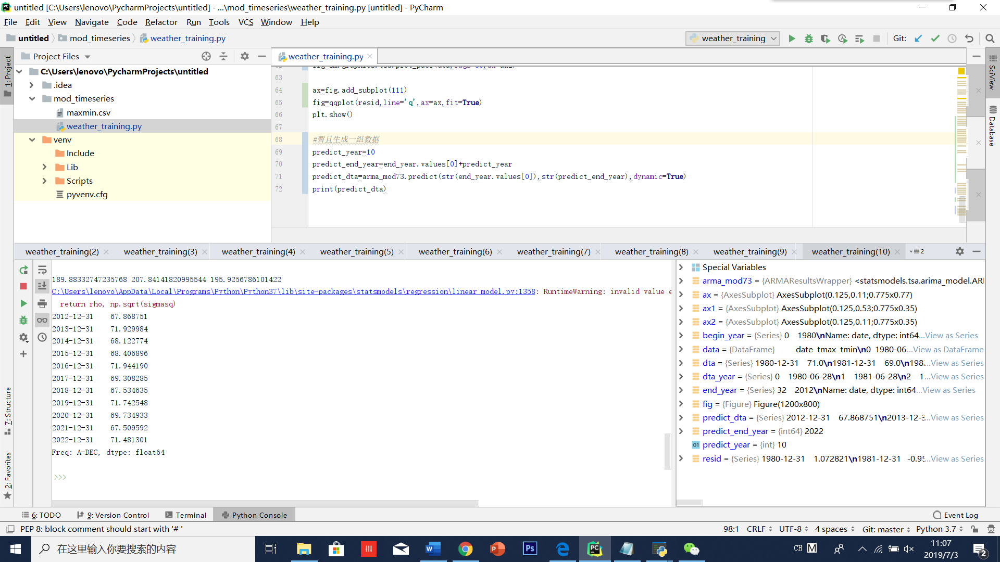 untitled [C:\Users\lenovo\PycharmProjects\untitled] - ...\mod_timeseries\weather_training.py [untitled] - PyCharm
File Edit View Navigate Code Refactor Run Tools VCS Window Help
untitled mod_timeseries weather_training.py
weather_training Git:
1: Project
Project Files
weather_training.py
C:\Users\lenovo\PycharmProjects\untitled
.idea
mod_timeseries
maxmin.csv
weather_training.py
venv
Include
Lib
Scripts
pyvenv.cfg
63
64 ax=fig.add_subplot(111)
65 fig=qqplot(resid,line='q',ax=ax,fit=True)
66 plt.show()
67
68 #暂且生成一组数据
69 predict_year=10
70 predict_end_year=end_year.values[0]+predict_year
71 predict_dta=arma_mod73.predict(str(end_year.values[0]),str(predict_end_year),dynamic=True)
72 print(predict_dta)
SciView
Database
weather_training(2) weather_training(3) weather_training(4) weather_training(5) weather_training(6) weather_training(7) weather_training(8) weather_training(9) weather_training(10) 2
189.88332747235768 207.84141820995544 195.9256786101422
C:\Users\lenovo\AppData\Local\Programs\Python\Python37\lib\site-packages\statsmodels\regression\linear_model.py:1358: RuntimeWarning: invalid value e
return rho, np.sqrt(sigmasq)
2012-12-31 67.868751
2013-12-31 71.929984
2014-12-31 68.122774
2015-12-31 68.406896
2016-12-31 71.944190
2017-12-31 69.308285
2018-12-31 67.534635
2019-12-31 71.742548
2020-12-31 69.734933
2021-12-31 67.509592
2022-12-31 71.481301
Freq: A-DEC, dtype: float64
>>>
Special Variables
arma_mod73 = {ARMAResultsWrapper} <statsmodels.tsa.arima_model.ARI
ax = {AxesSubplot} AxesSubplot(0.125,0.11;0.775x0.77)
ax1 = {AxesSubplot} AxesSubplot(0.125,0.53;0.775x0.35)
ax2 = {AxesSubplot} AxesSubplot(0.125,0.11;0.775x0.35)
begin_year = {Series} 0 1980\nName: date, dtype: int64...View as Series
data = {DataFrame} date tmax tmin\n0 1980-06...View as DataFrame
dta = {Series} 1980-12-31 71.0\n1981-12-31 69.0\n198...View as Series
dta_year = {Series} 0 1980-06-28\n1 1981-06-28\n2 1...View as Series
end_year = {Series} 32 2012\nName: date, dtype: int64...View as Series
fig = {Figure} Figure(1200x800)
predict_dta = {Series} 2012-12-31 67.868751\n2013-12-3...View as Series
predict_end_year = {int64} 2022
predict_year = {int} 10
resid = {Series} 1980-12-31 1.072821\n1981-12-31 -0.95...View as Series
7: Structure
2: Favorites
6: TODO 9: Version Control Terminal Python Console Event Log
PEP 8: block comment should start with '# ' 98:1 CRLF UTF-8 4 spaces Git: master Python 3.7
在这里输入你要搜索的内容
CH M
11:07
2019/7/3
2